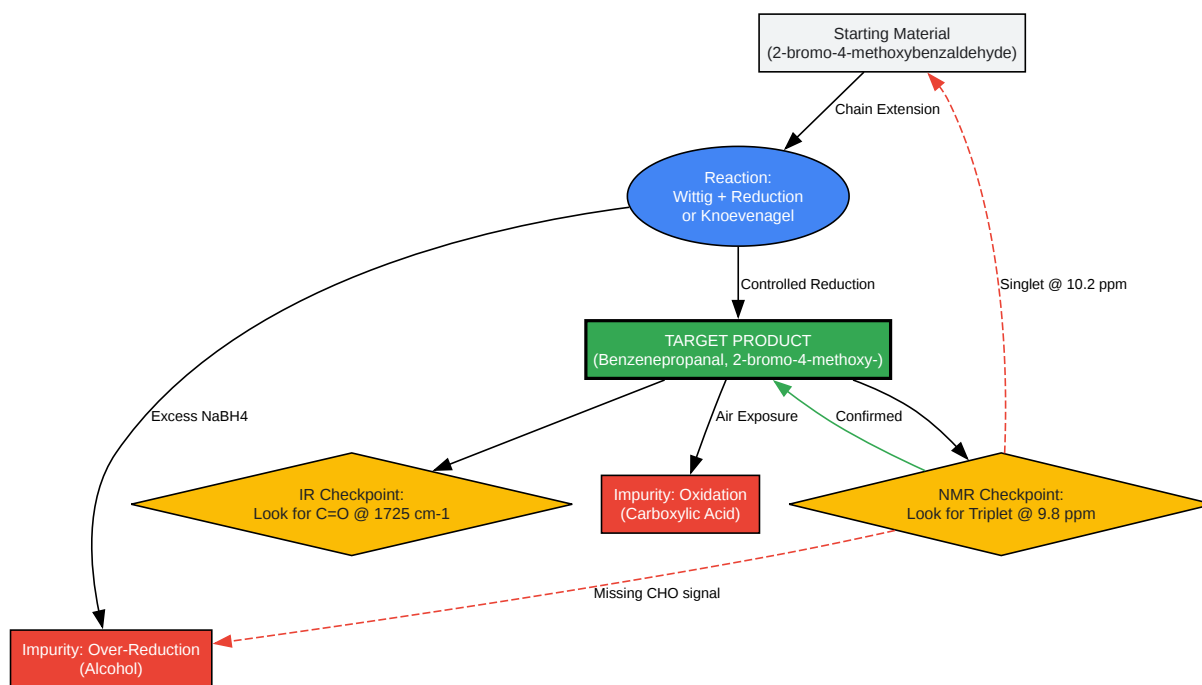 Starting Material
(2-bromo-4-methoxybenzaldehyde)
Chain Extension
Reaction:
Wittig + Reduction
or Knoevenagel
Singlet @ 10.2 ppm
Controlled Reduction
TARGET PRODUCT
(Benzenepropanal, 2-bromo-4-methoxy-)
Excess NaBH4
Air Exposure
Confirmed
IR Checkpoint:
Look for C=O @ 1725 cm-1
Impurity: Oxidation
(Carboxylic Acid)
NMR Checkpoint:
Look for Triplet @ 9.8 ppm
Missing CHO signal
Impurity: Over-Reduction
(Alcohol)